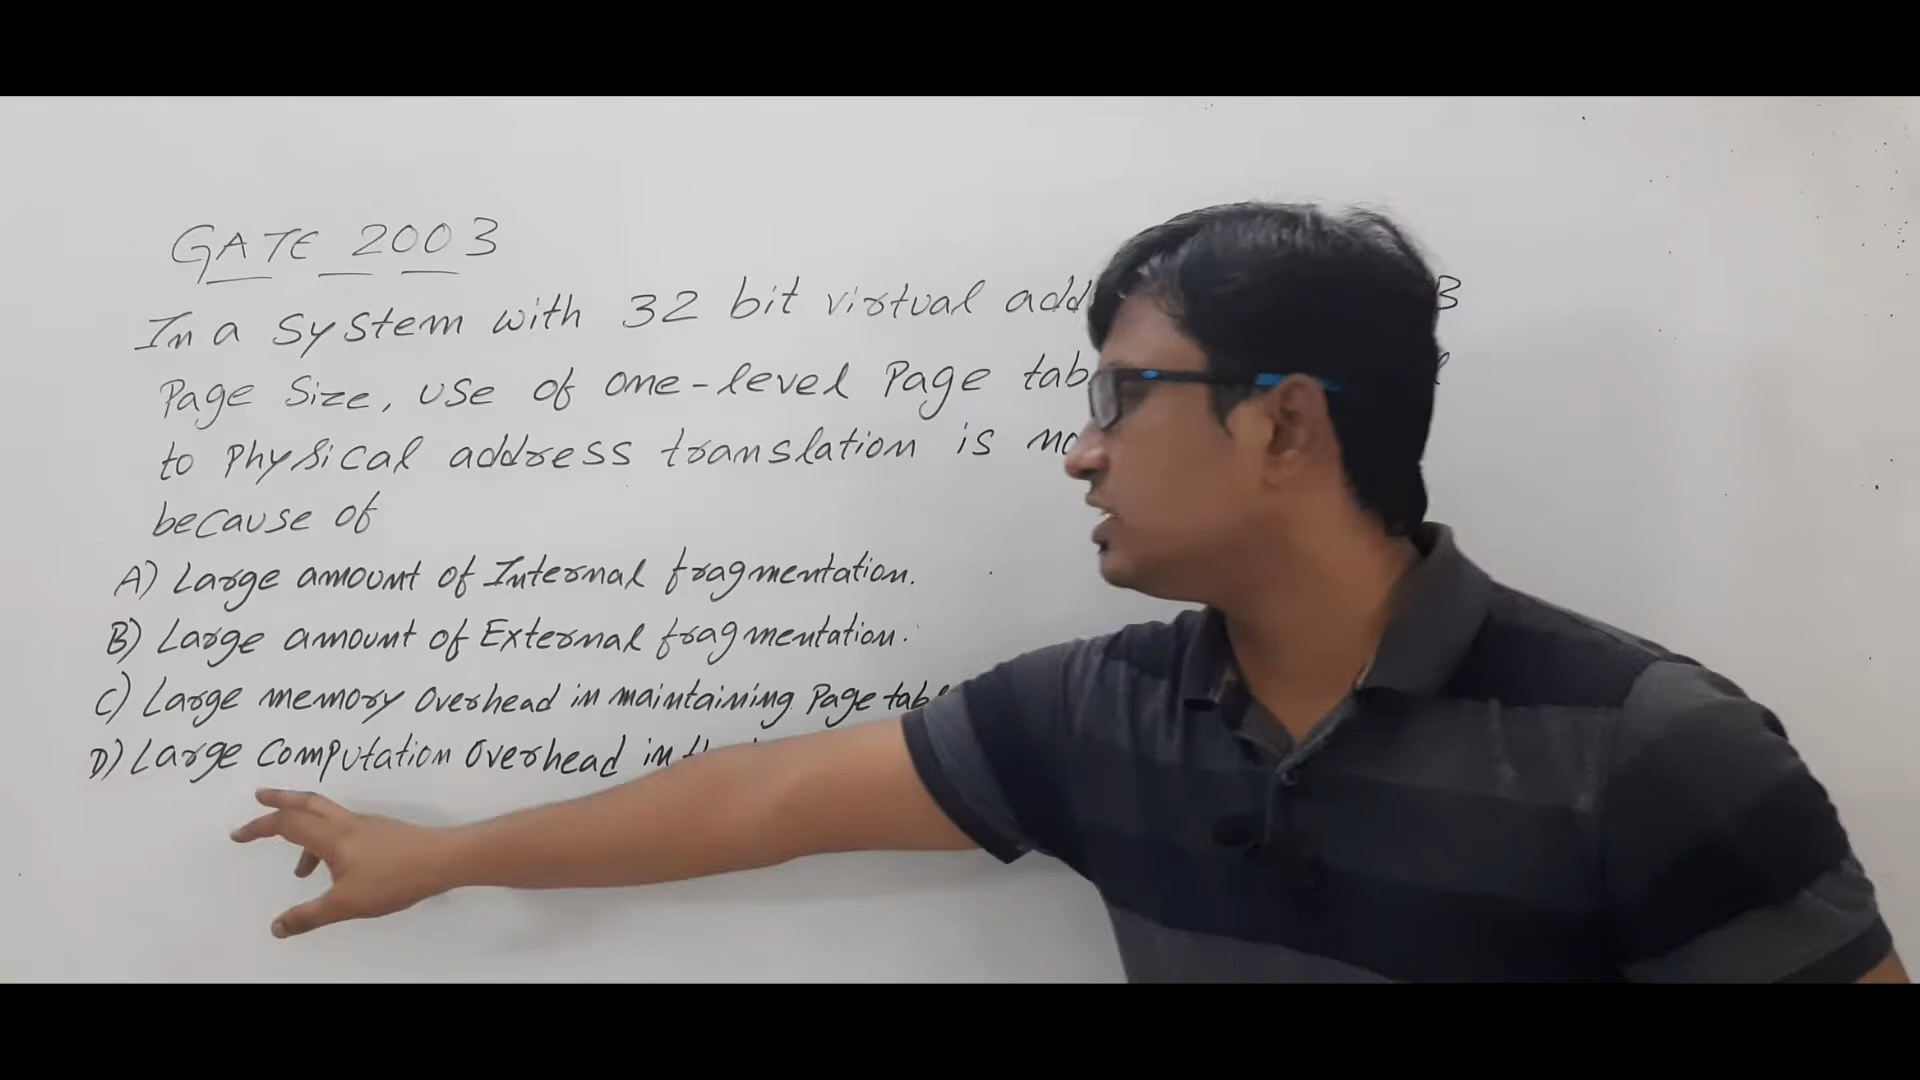 GATE 2003
In a System with 32 bit virtual add B
Page Size, use of one-level Page tab
to Physical address translation is no
because of
A) Large amount of Internal fragmentation.
B) Large amount of External fragmentation.
C) Large memory Overhead in maintaining Page tab
D) Large Computation Overhead in th